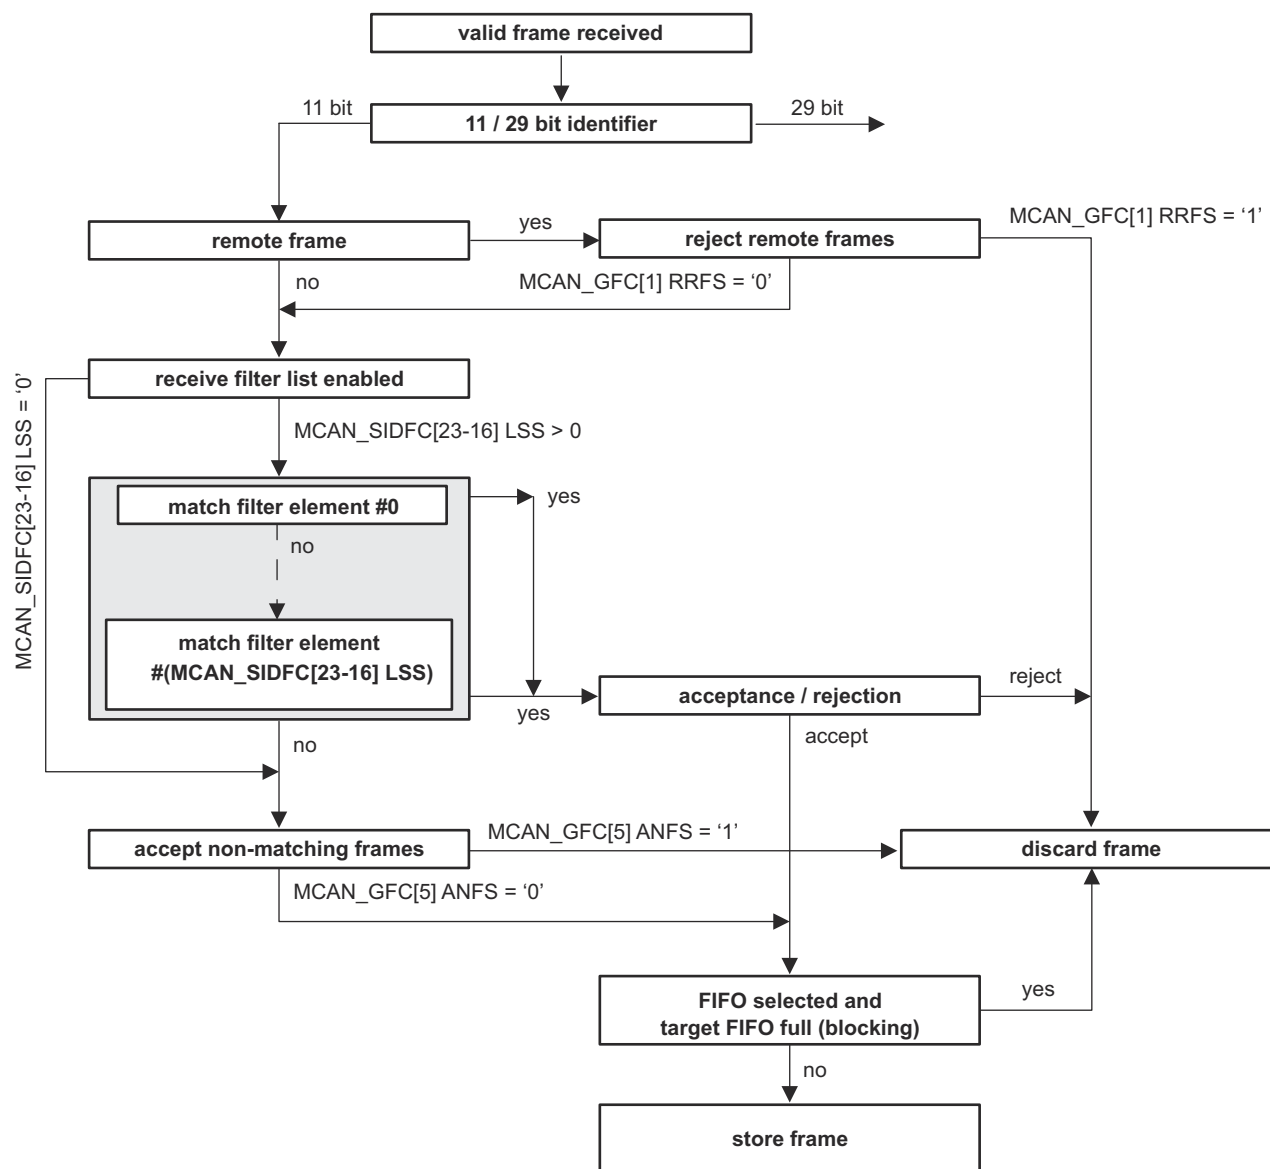 valid frame received
11 bit
11 / 29 bit identifier
29 bit
remote frame
yes
reject remote frames
MCAN_GFC[1] RRFS = ‘1’
no
MCAN_GFC[1] RRFS = ‘0’
receive filter list enabled
MCAN_SIDFC[23-16] LSS = ‘0’
MCAN_SIDFC[23-16] LSS > 0
match filter element #0
yes
no
match filter element
#(MCAN_SIDFC[23-16] LSS)
yes
acceptance / rejection
reject
accept
no
accept non-matching frames
MCAN_GFC[5] ANFS = ‘1’
discard frame
MCAN_GFC[5] ANFS = ‘0’
FIFO selected and
target FIFO full (blocking)
yes
no
store frame